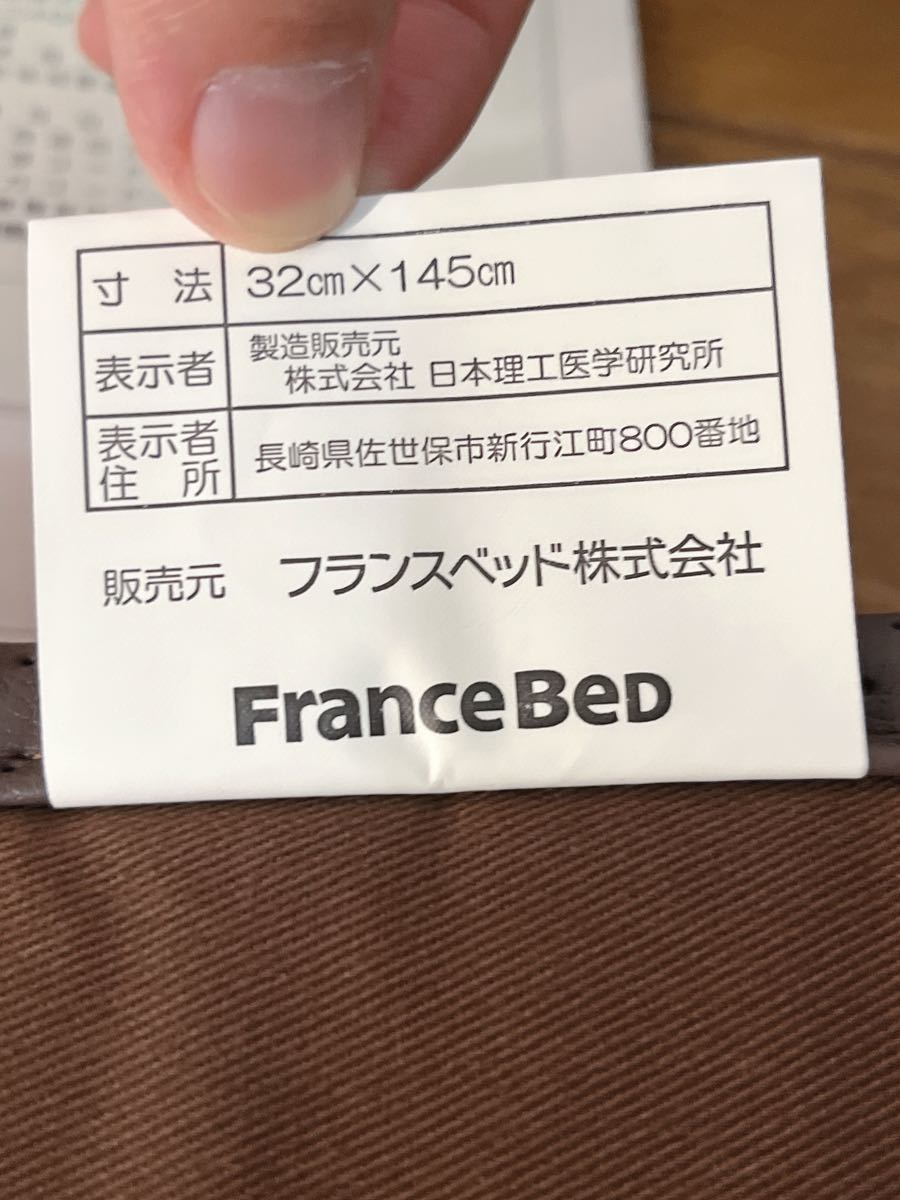 寸 法 32cm×145cm
表示者 製造販売元
株式会社 日本理工医学研究所
表示者
住 所 長崎県佐世保市新行江町800番地
販売元 フランスベッド株式会社
FranceBeD